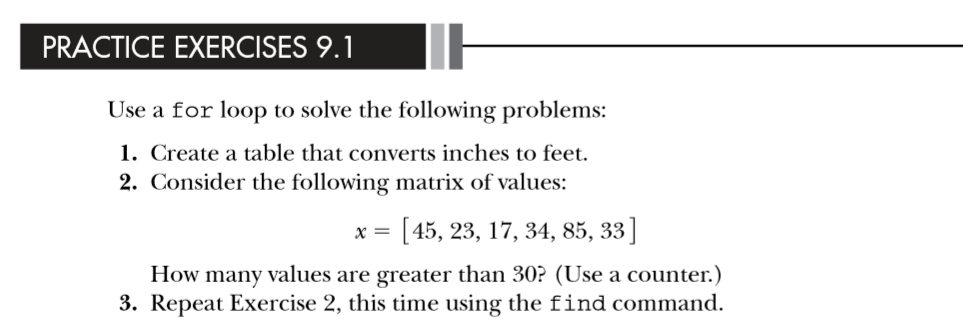 PRACTICE EXERCISES 9.1
Use a for loop to solve the following problems:
1. Create a table that converts inches to feet.
2. Consider the following matrix of values:
x = [45, 23, 17, 34, 85, 33]
How many values are greater than 30? (Use a counter.)
3. Repeat Exercise 2, this time using the find command.